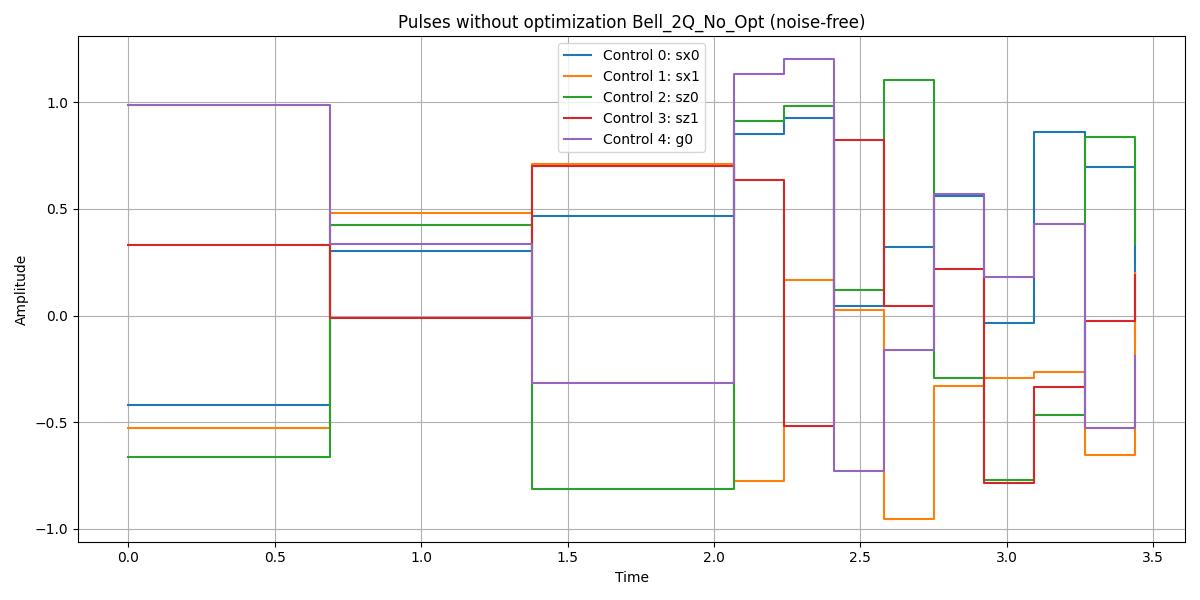 Pulses without optimization Bell_2Q_No_Opt (noise-free)
Control 0: sx0
Control 1: sx1
Control 2: sz0
Control 3: sz1
Control 4: g0
Amplitude
1.0
0.5
0.0
−0.5
−1.0
0.0 0.5 1.0 1.5 2.0 2.5 3.0 3.5
Time